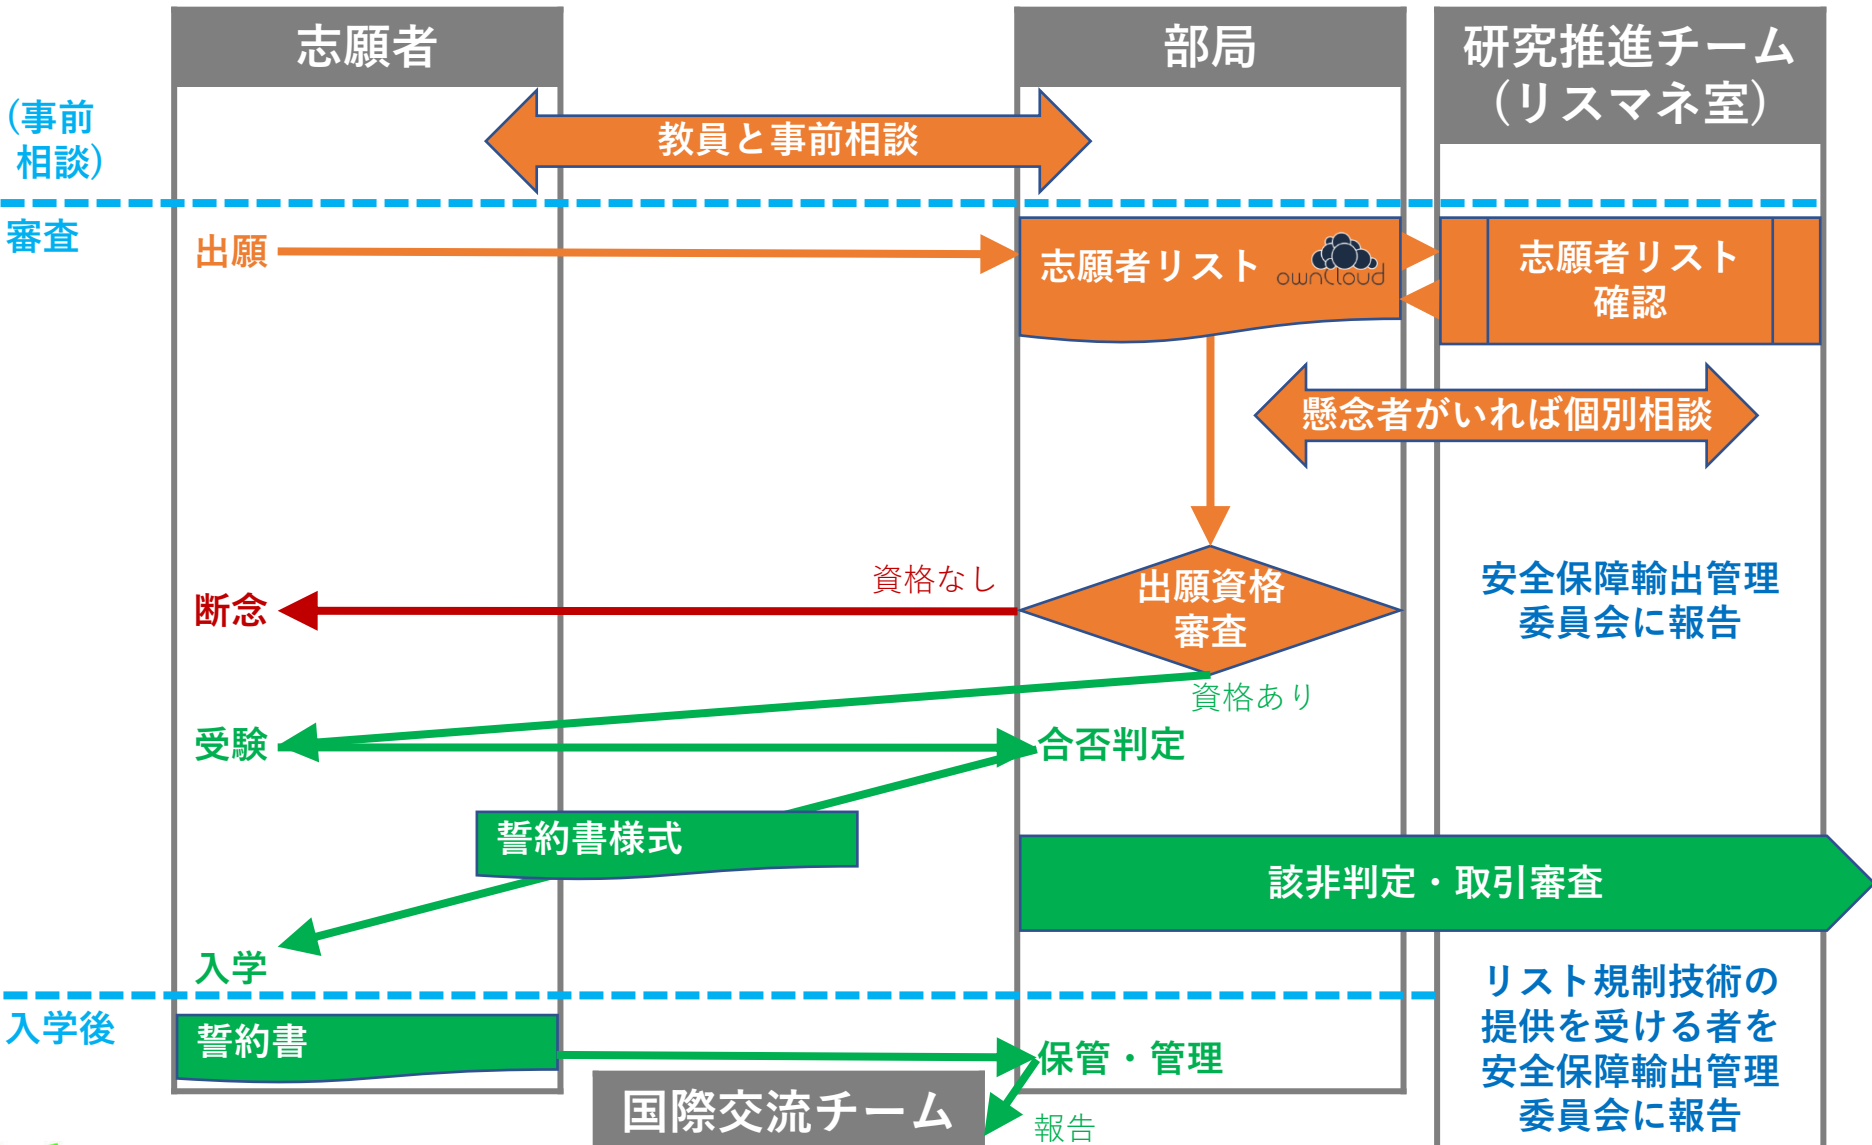 志願者
部局
研究推進チーム
（リスマネ室）
(事前
相談)
教員と事前相談
審査
出願
志願者リスト
ownCloud
志願者リスト
確認
懸念者がいれば個別相談
資格なし
断念
出願資格
審査
安全保障輸出管理
委員会に報告
資格あり
受験
合否判定
誓約書様式
該非判定・取引審査
入学
入学後
誓約書
保管・管理
リスト規制技術の
提供を受ける者を
安全保障輸出管理
委員会に報告
国際交流チーム
報告